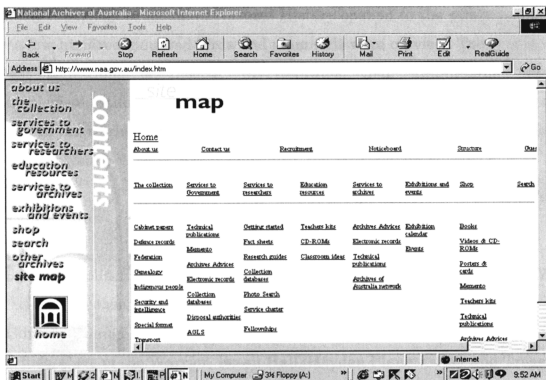 National Archives of Australia - Microsoft Internet Explorer
File Edit View Favorites Tools Help
Back Forward Stop Refresh Home Search Favorites History Mail Print Edit RealGuide
Address http://www.naa.gov.au/index.htm Go
about us
the collection
services to government
services to researchers
education resources
services to archives
exhibitions and events
shop
search
other archives
site map
home
contents
site
map
Home
About us Contact us Recruitment Noticeboard Structure Ques
The collection Services to Government Services to researchers Education resources Services to archives Exhibitions and events Shop Search
Cabinet papers
Defence records
Federation
Genealogy
Indigenous people
Security and intelligence
Special format
Transport
Technical publications
Memento
Archives Advices
Electronic records
Collection databases
Disposal authorities
AGLS
Getting started
Fact sheets
Research guides
Collection databases
Photo Search
Service charter
Fellowships
Teachers kits
CD-ROMs
Classroom ideas
Archives Advices
Electronic records
Technical publications
Archives of Australia network
Exhibition calendar
Events
Books
Videos & CD-ROMs
Posters & cards
Memento
Teachers kits
Technical publications
Archives Advices
Internet
Start My Computer 3½ Floppy (A:) 9:52 AM